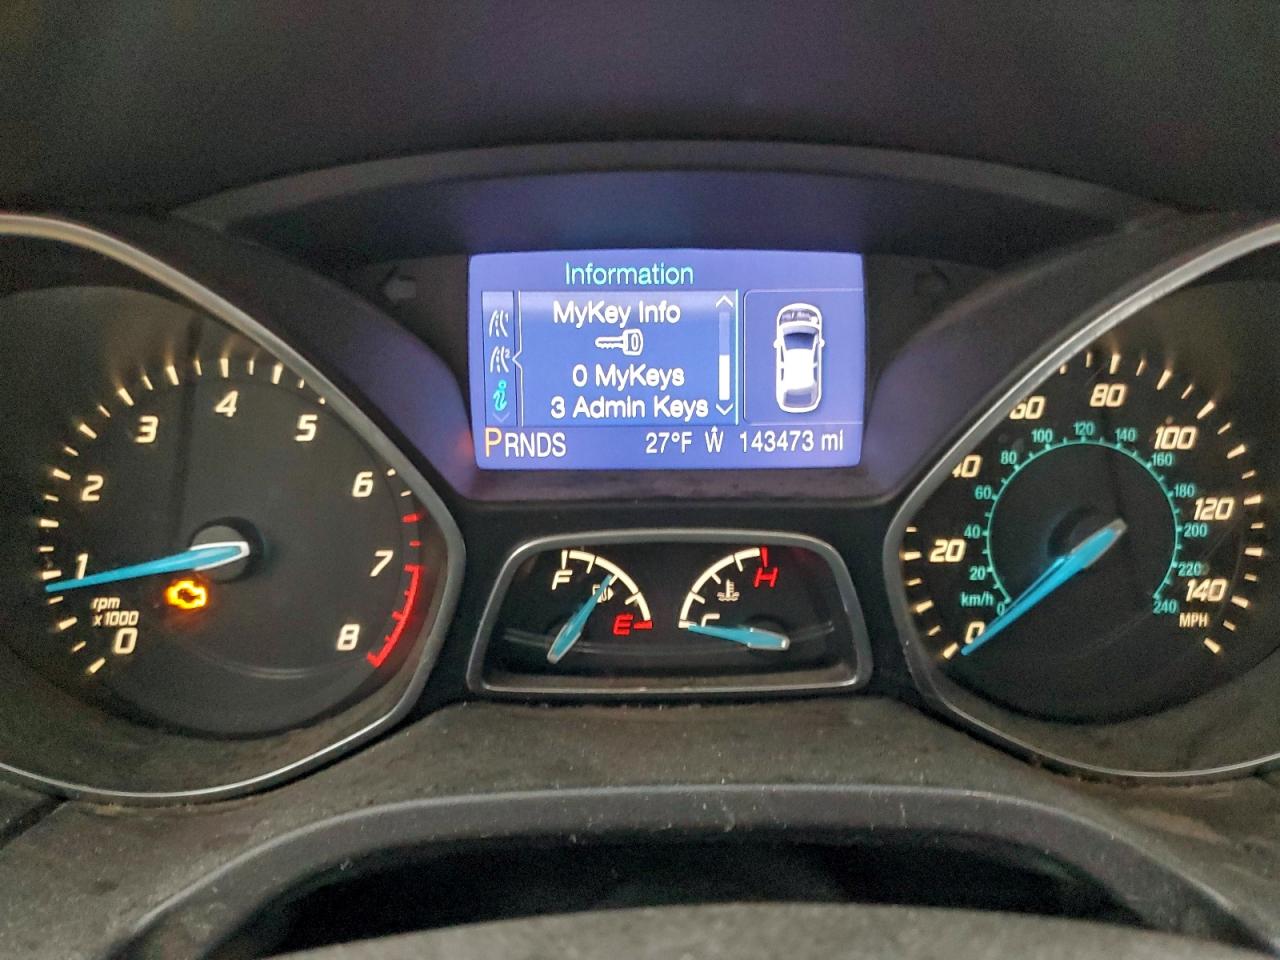 Information
MyKey Info
0 MyKeys
3 Admin Keys
PRNDS 27°F W 143473 mi
0 1 2 3 4 5 6 7 8
rpm
x1000
F E
C H
0 20 40 60 80 100 120 140
MPH
0 20 40 60 80 100 120 140 160 180 200 220 240
km/h